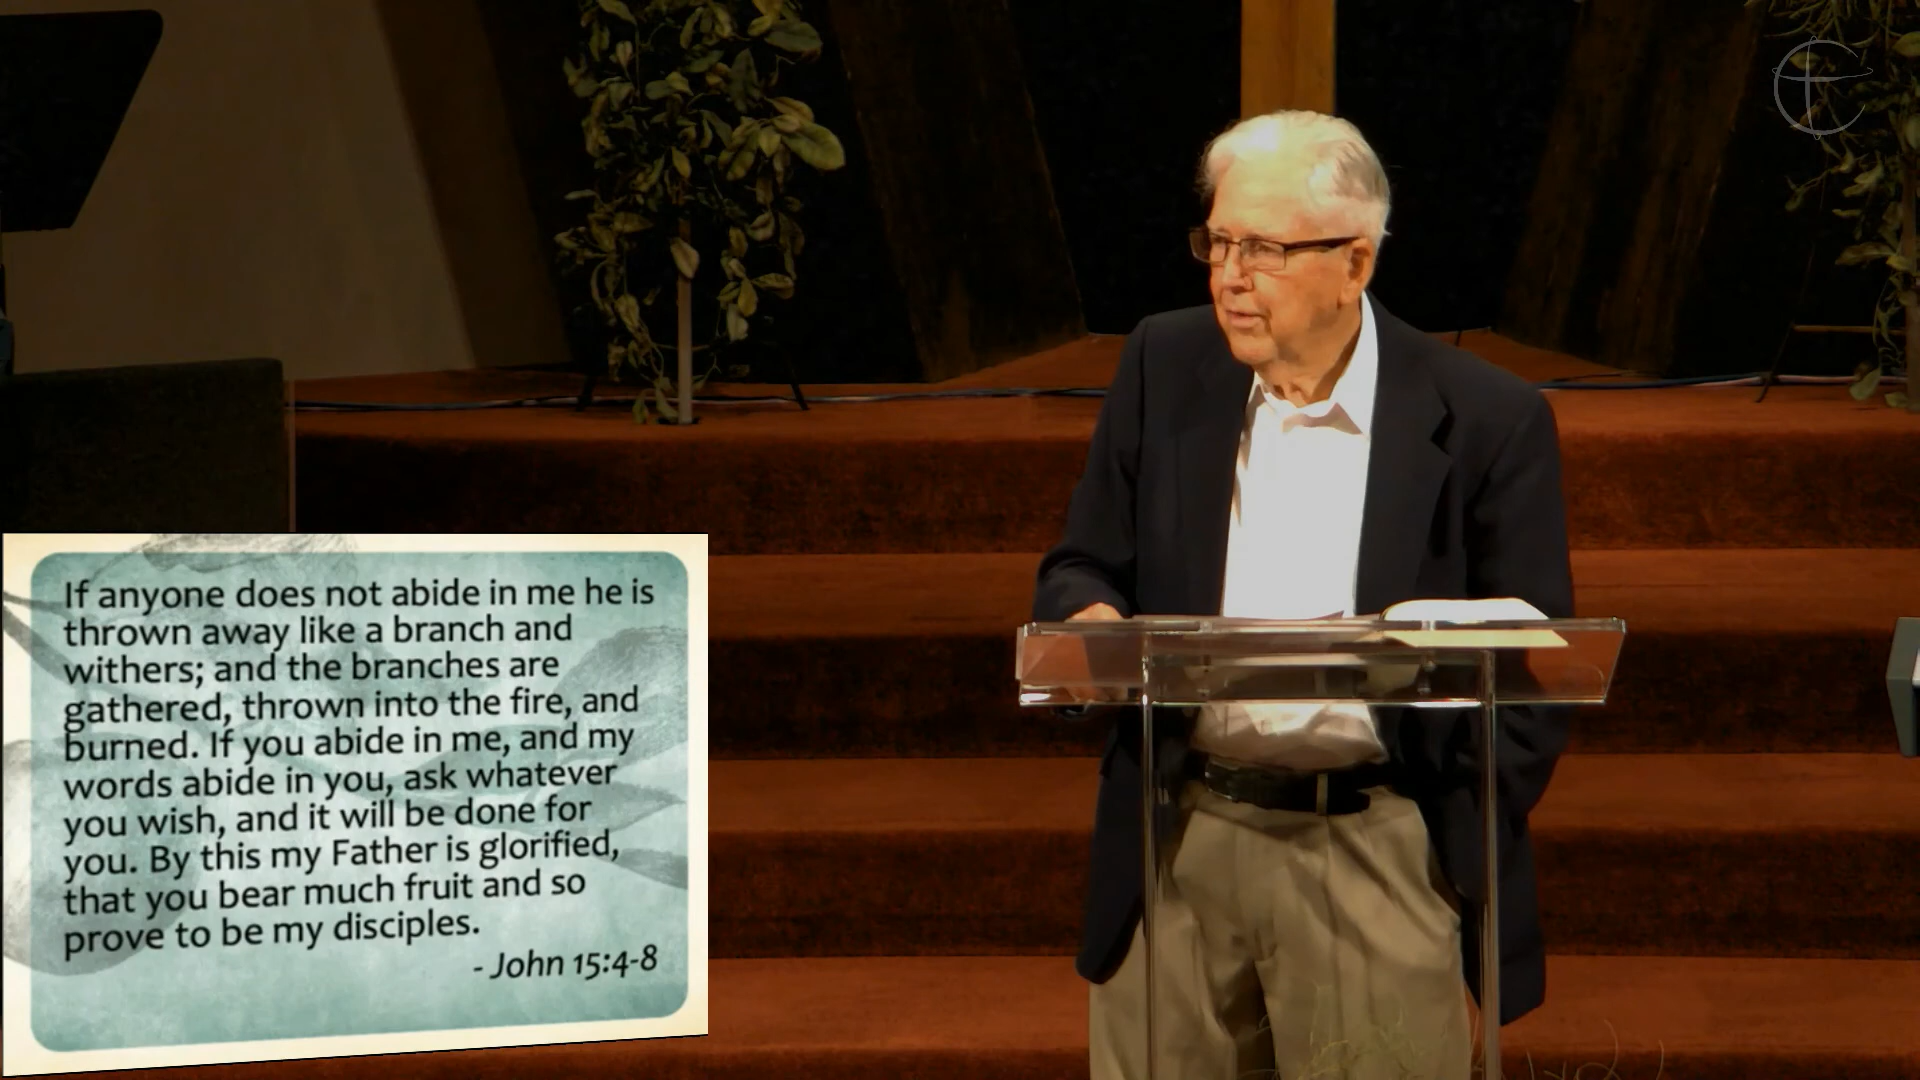 If anyone does not abide in me he is
thrown away like a branch and
withers; and the branches are
gathered, thrown into the fire, and
burned. If you abide in me, and my
words abide in you, ask whatever
you wish, and it will be done for
you. By this my Father is glorified,
that you bear much fruit and so
prove to be my disciples.
- John 15:4-8